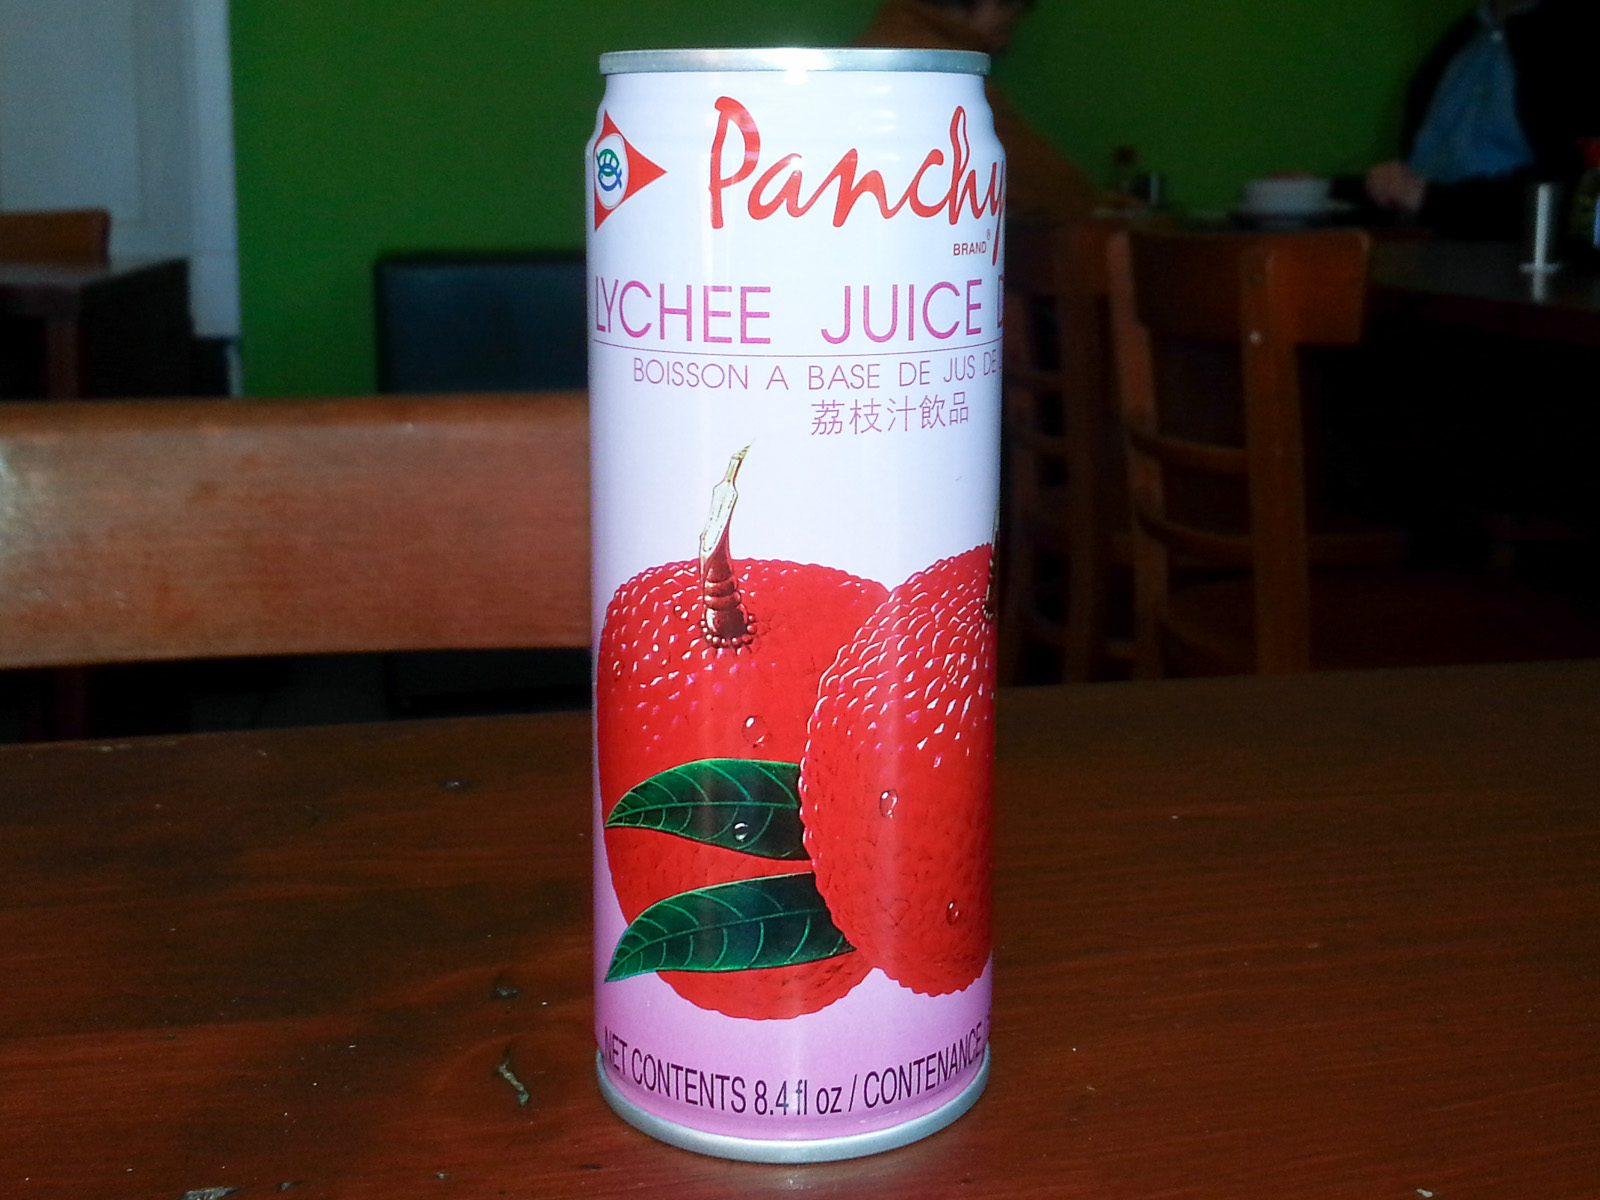 Panchy
BRAND®
LYCHEE JUICE
BOISSON A BASE DE JUS DE
荔枝汁飲品
NET CONTENTS 8.4 fl oz / CONTENANCE